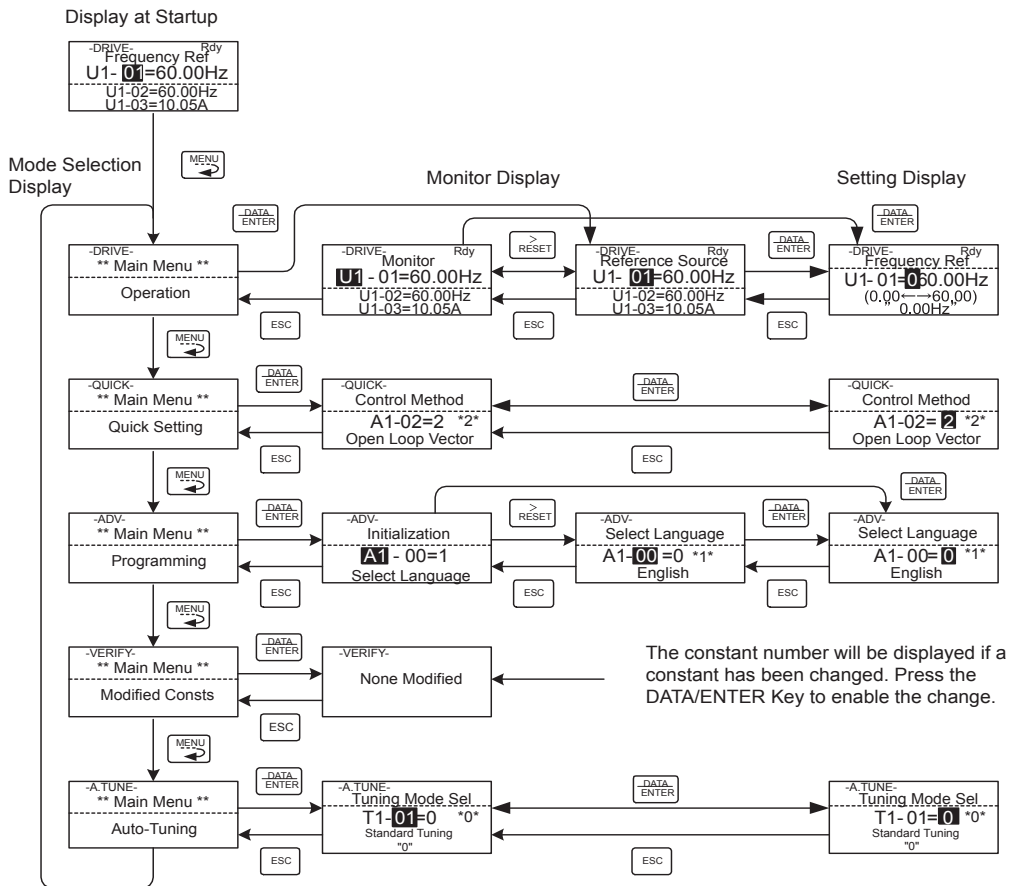 Display at Startup
-DRIVE- Rdy
Frequency Ref
U1- 01=60.00Hz
U1-02=60.00Hz
U1-03=10.05A
Mode Selection
Display
MENU
Monitor Display
Setting Display
DATA
ENTER
-DRIVE-
** Main Menu **
Operation
-DRIVE- Rdy
Monitor
U1 - 01=60.00Hz
U1-02=60.00Hz
U1-03=10.05A
>
RESET
-DRIVE- Rdy
Reference Source
U1- 01=60.00Hz
U1-02=60.00Hz
U1-03=10.05A
DATA
ENTER
DATA
ENTER
-DRIVE- Rdy
Frequency Ref
U1- 01=060.00Hz
(0.00←→60.00)
" 0.00Hz"
ESC
ESC
ESC
MENU
-QUICK-
** Main Menu **
Quick Setting
DATA
ENTER
-QUICK-
Control Method
A1-02=2 *2*
Open Loop Vector
DATA
ENTER
-QUICK-
Control Method
A1-02= 2 *2*
Open Loop Vector
ESC
ESC
MENU
-ADV-
** Main Menu **
Programming
DATA
ENTER
-ADV-
Initialization
A1 - 00=1
Select Language
>
RESET
-ADV-
Select Language
A1-00 =0 *1*
English
DATA
ENTER
DATA
ENTER
-ADV-
Select Language
A1- 00= 0 *1*
English
ESC
ESC
ESC
MENU
-VERIFY-
** Main Menu **
Modified Consts
DATA
ENTER
-VERIFY-
None Modified
The constant number will be displayed if a
constant has been changed. Press the
DATA/ENTER Key to enable the change.
ESC
MENU
-A.TUNE-
** Main Menu **
Auto-Tuning
DATA
ENTER
-A.TUNE-
Tuning Mode Sel
T1-01=0 *0*
Standard Tuning
"0"
DATA
ENTER
-A.TUNE-
Tuning Mode Sel
T1- 01= 0 *0*
Standard Tuning
"0"
ESC
ESC